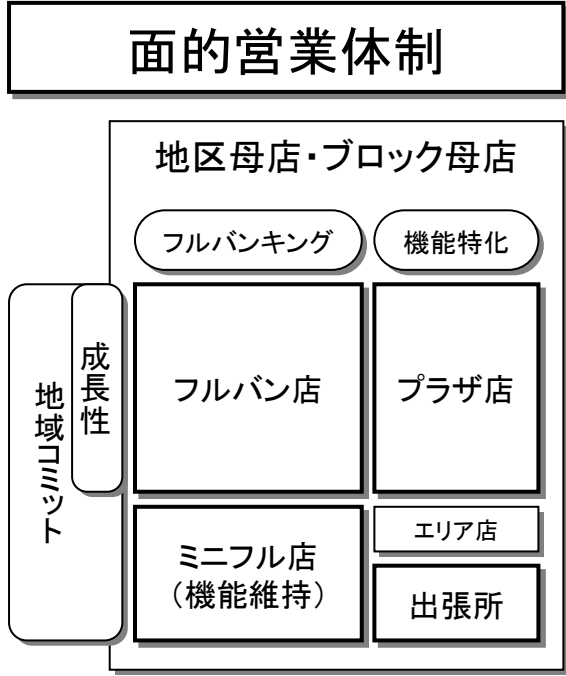 面的営業体制
地区母店・ブロック母店
フルバンキング
機能特化
地域コミット
成長性
フルバン店
プラザ店
ミニフル店
(機能維持)
エリア店
出張所